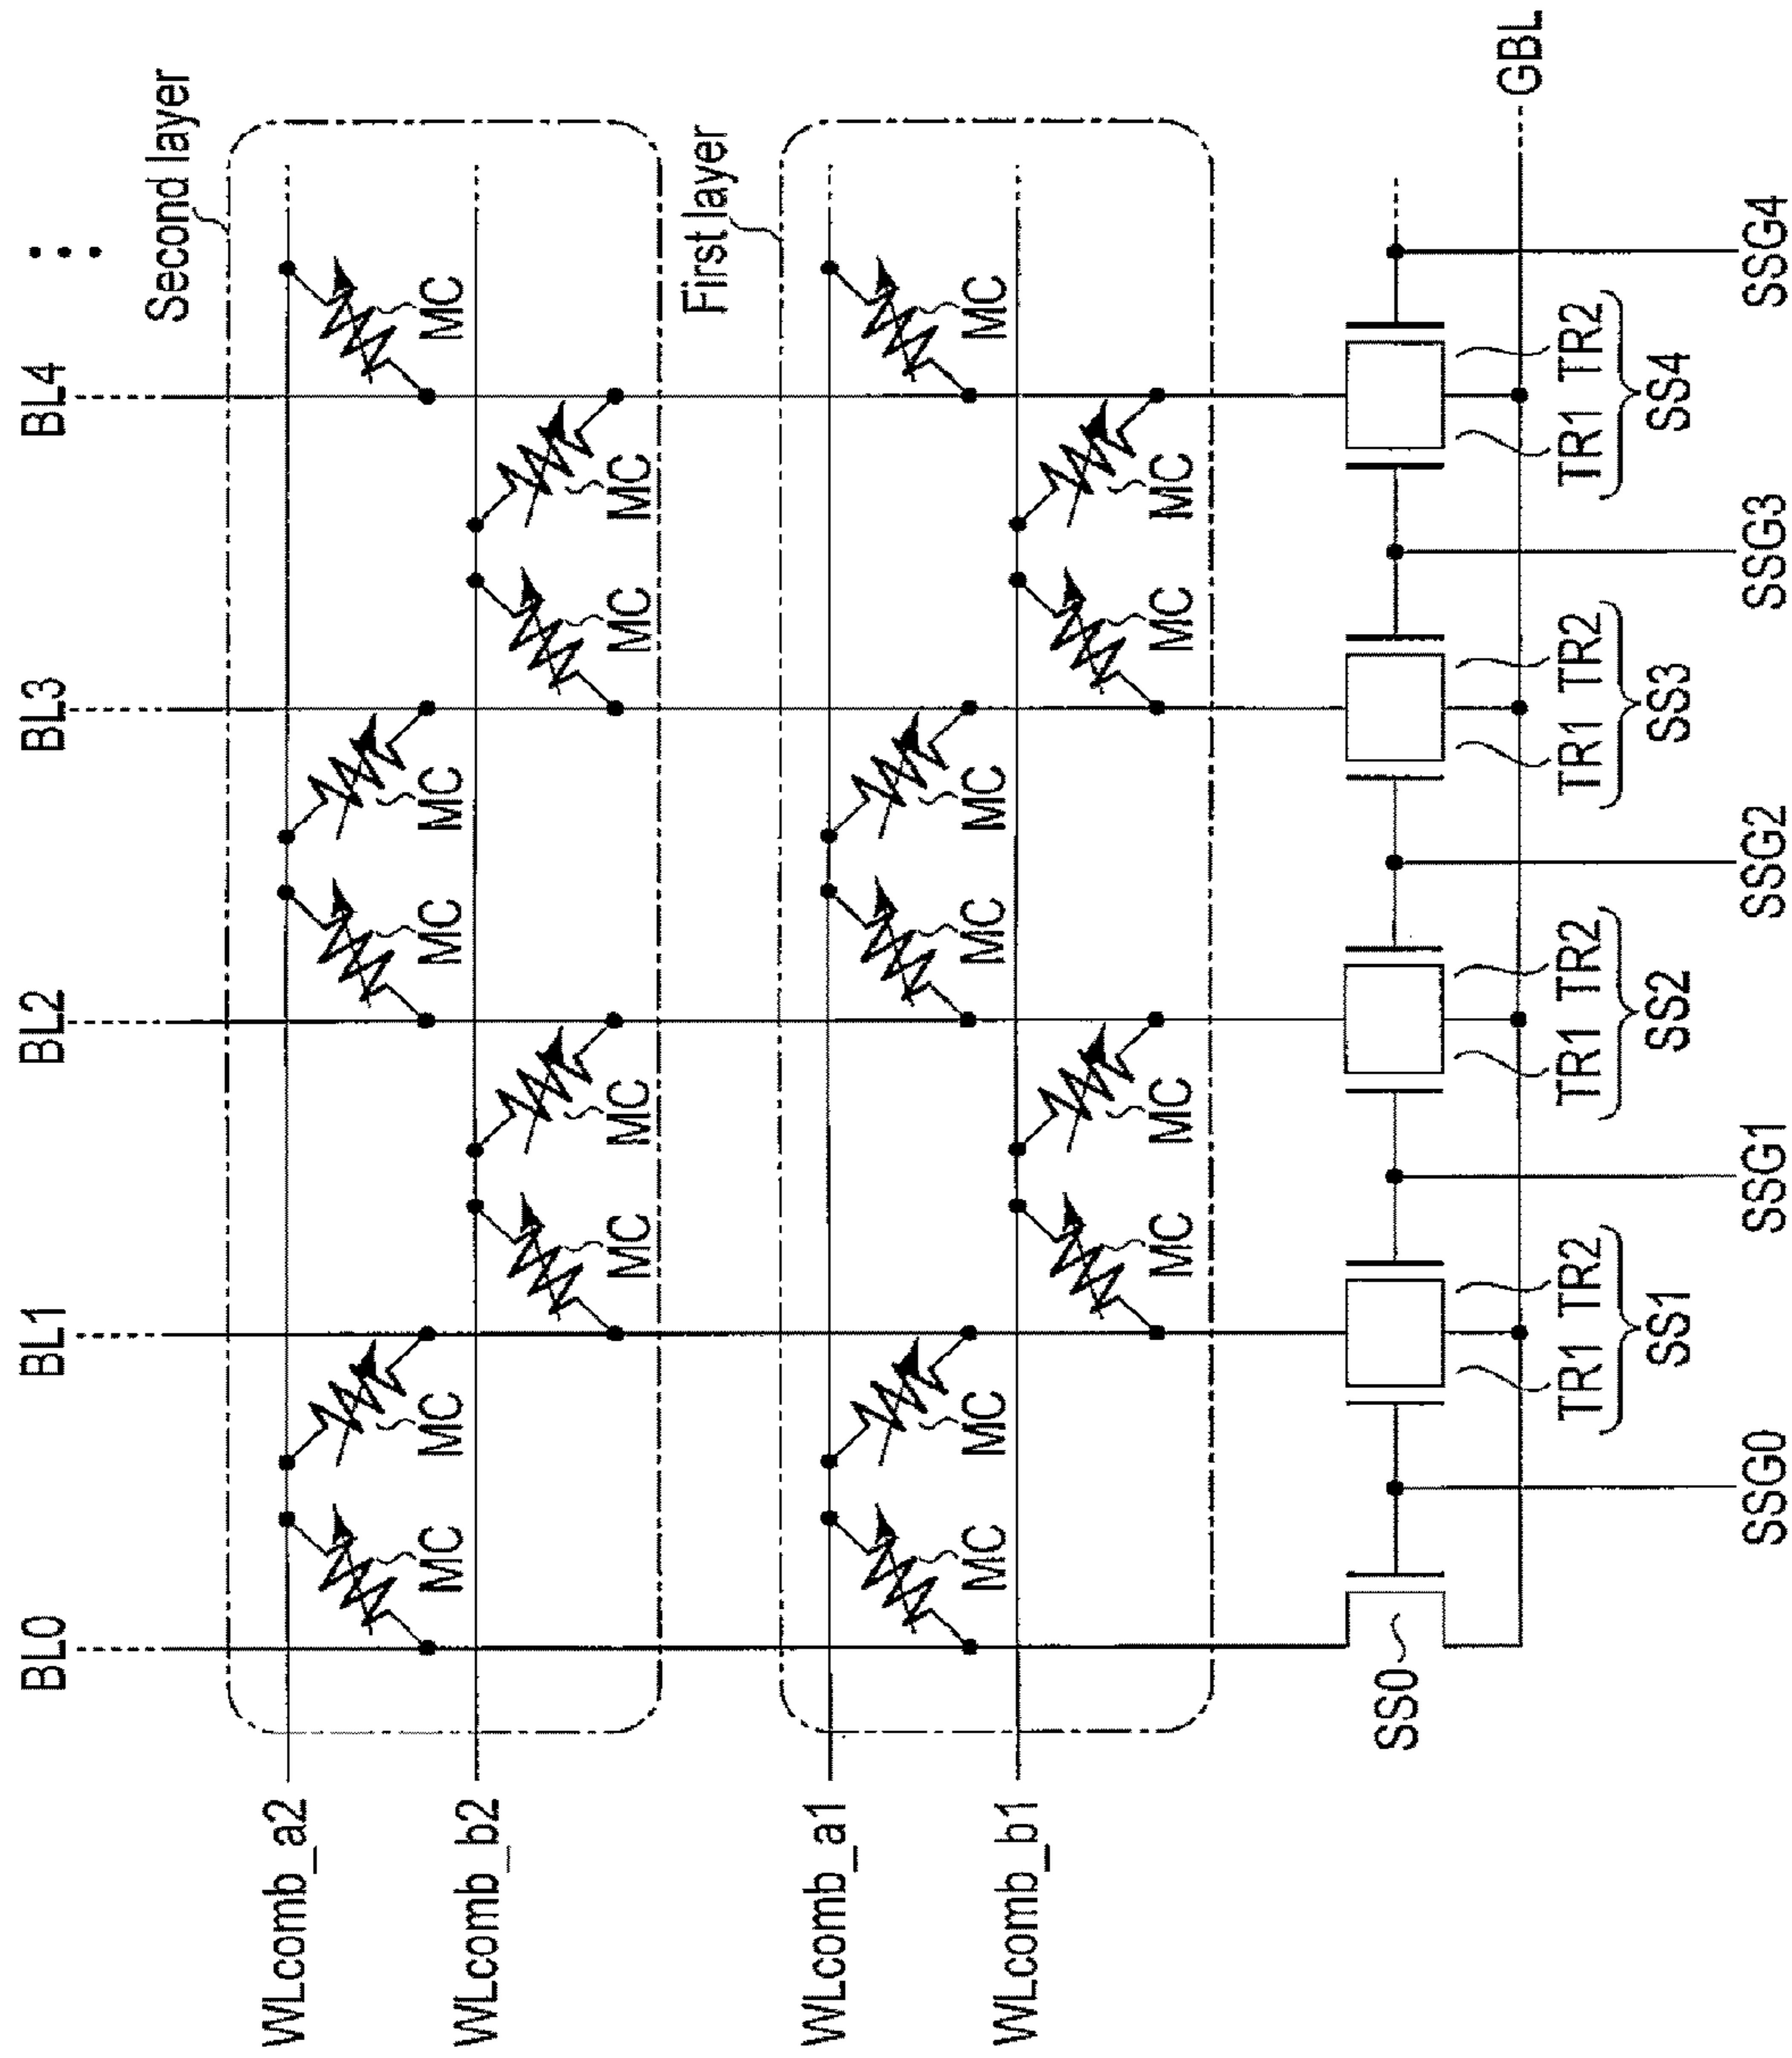 BL0 BL1 BL2 BL3 BL4
Second layer
WLcomb_a2
MC MC MC MC MC
WLcomb_b2
MC MC MC MC
First layer
WLcomb_a1
MC MC MC MC MC
WLcomb_b1
MC MC MC MC
SS0
GBL
TR1 TR2 TR1 TR2 TR1 TR2 TR1 TR2
SS1 SS2 SS3 SS4
SSG0 SSG1 SSG2 SSG3 SSG4